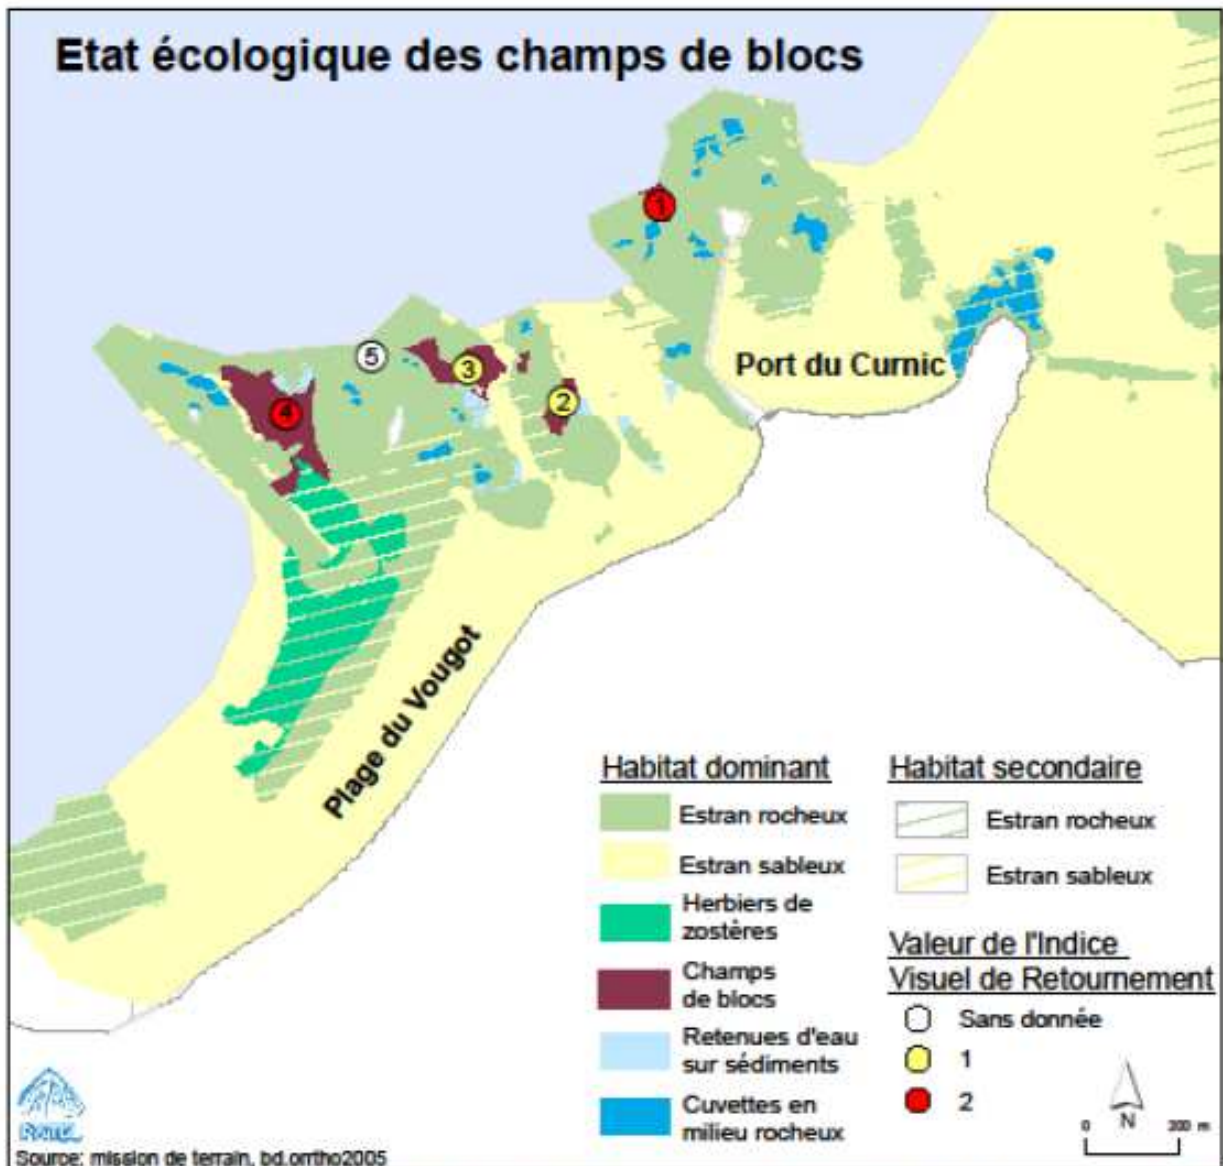 Etat écologique des champs de blocs
1
5
3
2
4
Port du Curnic
Plage du Vougot
Habitat dominant
Estran rocheux
Estran sableux
Herbiers de
zostères
Champs
de blocs
Retenues d'eau
sur sédiments
Cuvettes en
milieu rocheux
Habitat secondaire
Estran rocheux
Estran sableux
Valeur de l'Indice
Visuel de Retournement
Sans donnée
1
2
N
0 200 m
Source: mission de terrain, bd.orrtho2005